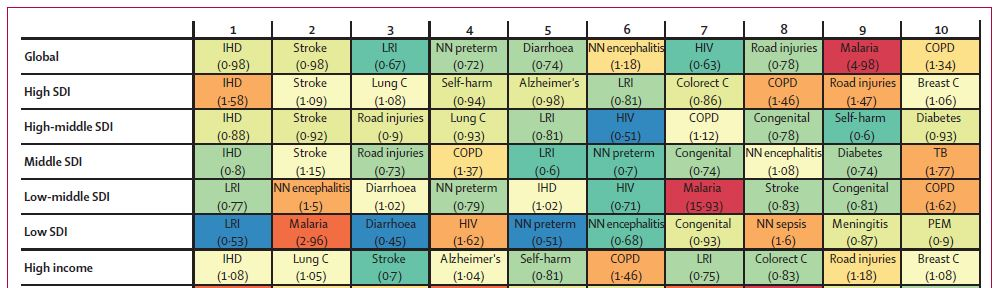 1 2 3 4 5 6 7 8 9 10
Global IHD Stroke LRI NN preterm Diarrhoea NN encephalitis HIV Road injuries Malaria COPD
(0·98) (0·98) (0·67) (0·72) (0·74) (1·18) (0·63) (0·78) (4·98) (1·34)
High SDI IHD Stroke Lung C Self-harm Alzheimer's LRI Colorect C COPD Road injuries Breast C
(1·58) (1·09) (1·08) (0·94) (0·98) (0·81) (0·86) (1·46) (1·47) (1·06)
High-middle SDI IHD Stroke Road injuries Lung C LRI HIV COPD Congenital Self-harm Diabetes
(0·88) (0·92) (0·9) (0·93) (0·81) (0·51) (1·12) (0·78) (0·6) (0·93)
Middle SDI IHD Stroke Road injuries COPD LRI NN preterm Congenital NN encephalitis Diabetes TB
(0·8) (1·15) (0·73) (1·37) (0·6) (0·7) (0·74) (1·08) (0·74) (1·77)
Low-middle SDI LRI NN encephalitis Diarrhoea NN preterm IHD HIV Malaria Stroke Congenital COPD
(0·77) (1·5) (1·02) (0·79) (1·02) (0·71) (15·93) (0·83) (0·81) (1·62)
Low SDI LRI Malaria Diarrhoea HIV NN preterm NN encephalitis Congenital NN sepsis Meningitis PEM
(0·53) (2·96) (0·45) (1·62) (0·51) (0·68) (0·93) (1·6) (0·87) (0·9)
High income IHD Lung C Stroke Alzheimer's Self-harm COPD LRI Colorect C Road injuries Breast C
(1·08) (1·05) (0·7) (1·04) (0·81) (1·46) (0·75) (0·83) (1·18) (1·08)